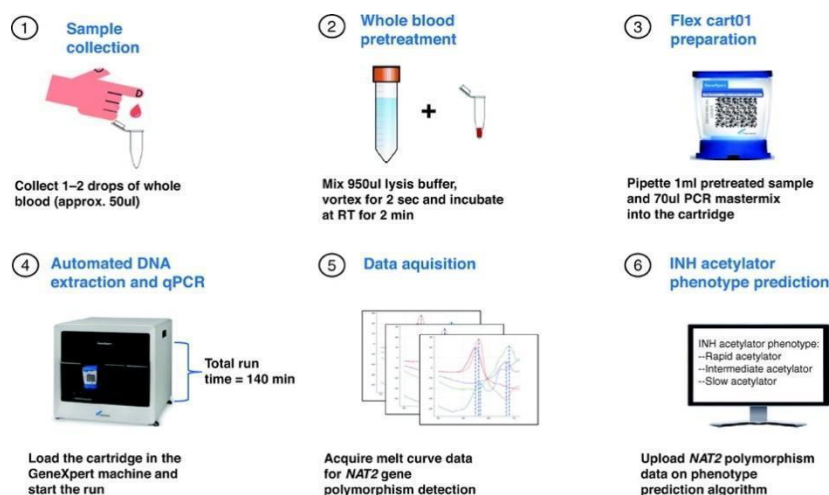 1
Sample
collection
Collect 1–2 drops of whole
blood (approx. 50ul)
2
Whole blood
pretreatment
+
Mix 950ul lysis buffer,
vortex for 2 sec and incubate
at RT for 2 min
3
Flex cart01
preparation
Pipette 1ml pretreated sample
and 70ul PCR mastermix
into the cartridge
4
Automated DNA
extraction and qPCR
Total run
time = 140 min
Load the cartridge in the
GeneXpert machine and
start the run
5
Data aquisition
Acquire melt curve data
for NAT2 gene
polymorphism detection
6
INH acetylator
phenotype prediction
INH acetylator phenotype:
--Rapid acetylator
--Intermediate acetylator
--Slow acetylator
Upload NAT2 polymorphism
data on phenotype
prediction algorithm